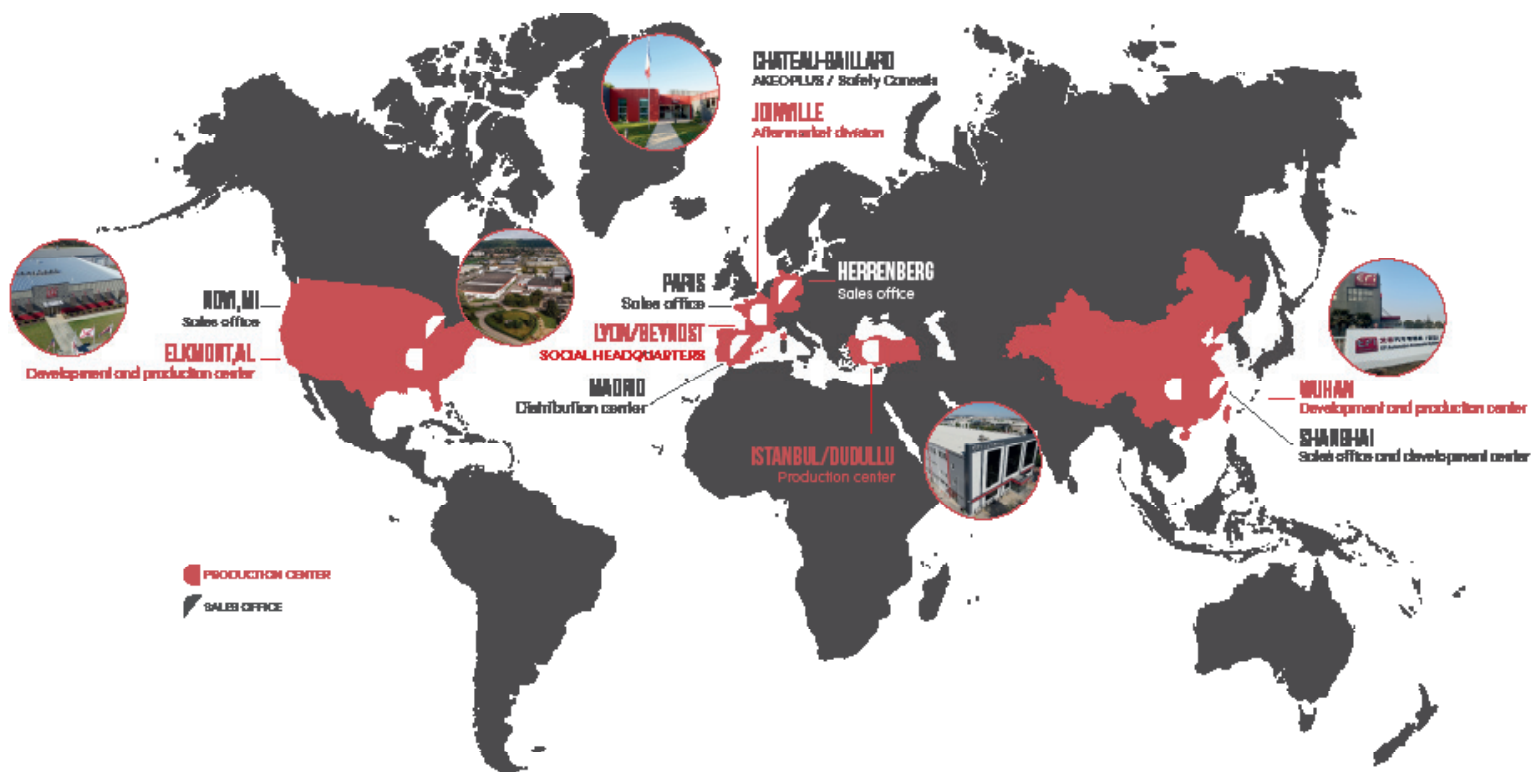 CHATEAU-GAILLARD
AKEOPLUS / Safety Consoils
JOINVILLE
Aftermarket division
HERRENBERG
Sales office
PARIS
Sales office
LYON/BEYNOST
SOCIAL HEADQUARTERS
MADRID
Distribution center
NOVI, MI
Sales office
ELKMONT, AL
Development and production center
ISTANBUL/DUDULLU
Production center
WUHAN
Development and production center
SHANGHAI
Sales office and development center
PRODUCTION CENTER
SALES OFFICE